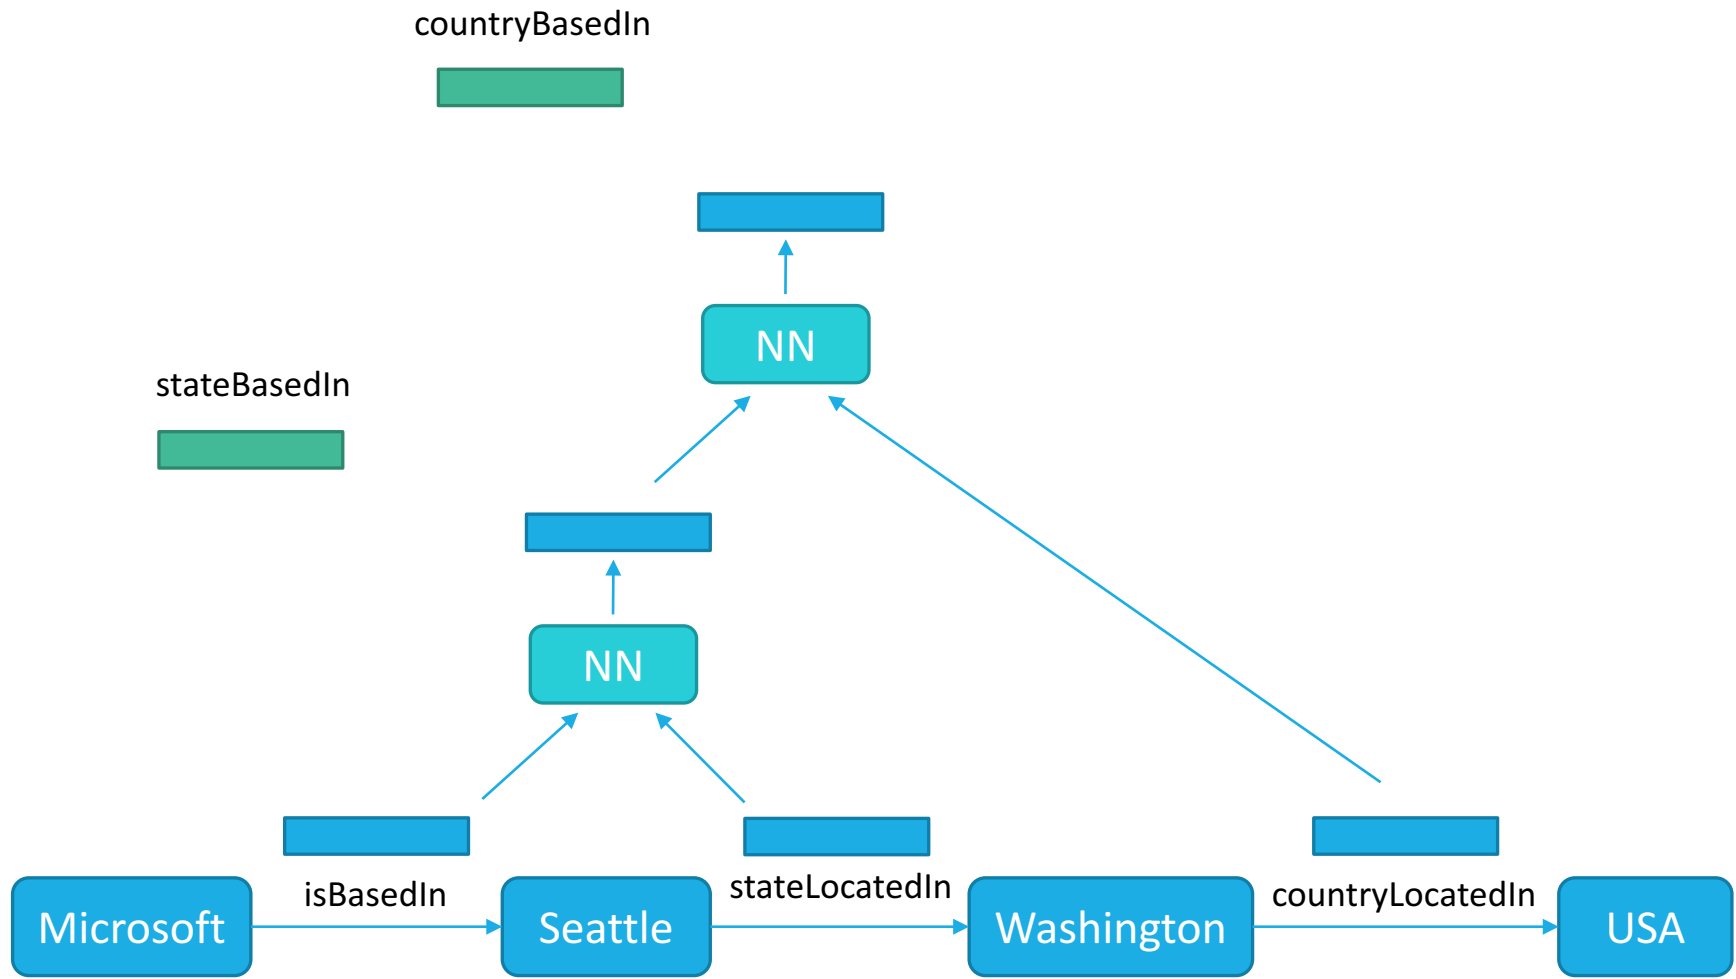 countryBasedIn
NN
stateBasedIn
NN
isBasedIn
stateLocatedIn
countryLocatedIn
Microsoft
Seattle
Washington
USA